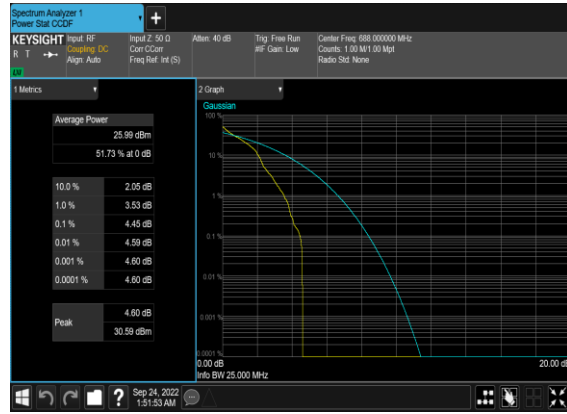 Spectrum Analyzer 1
Power Stat CCDF
+
KEYSIGHT
R T
LW
Input: RF
Coupling: DC
Align: Auto
Input Z: 50 Ω
Corr CCorr
Freq Ref: Int (S)
Atten: 40 dB
Trig: Free Run
#IF Gain: Low
Center Freq: 688.000000 MHz
Counts: 1.00 M/1.00 Mpt
Radio Std: None
1 Metrics
Average Power
25.99 dBm
51.73 % at 0 dB
10.0 % 2.05 dB
1.0 % 3.53 dB
0.1 % 4.45 dB
0.01 % 4.59 dB
0.001 % 4.60 dB
0.0001 % 4.60 dB
Peak
4.60 dB
30.59 dBm
2 Graph
Gaussian
100 %
10 %
1 %
0.1 %
0.01 %
0.001 %
0.0001 %
0.00 dB
20.00 dB
Info BW 25.000 MHz
?
Sep 24, 2022
1:51:53 AM